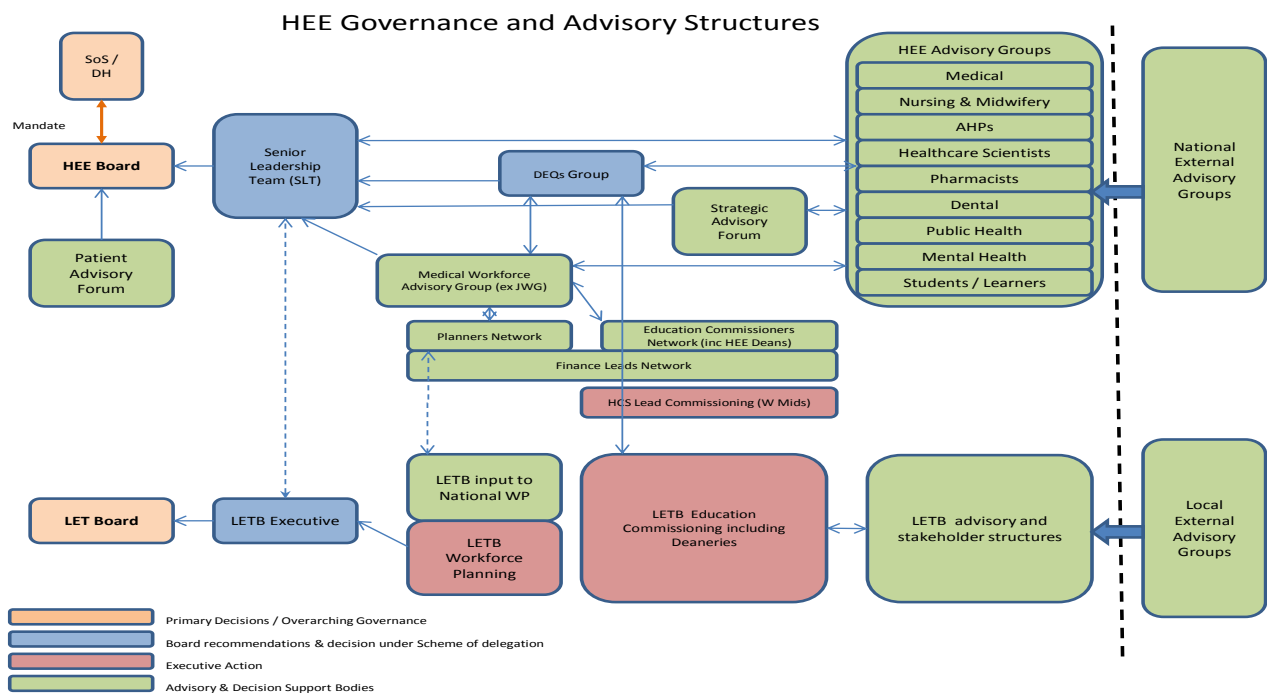 HEE Governance and Advisory Structures
SoS /
DH
Mandate
HEE Board
Patient
Advisory
Forum
Senior
Leadership
Team (SLT)
DEQs Group
Strategic
Advisory
Forum
Medical Workforce
Advisory Group (ex JWG)
Planners Network
Education Commissioners
Network (inc HEE Deans)
Finance Leads Network
HCS Lead Commissioning (W Mids)
HEE Advisory Groups
Medical
Nursing & Midwifery
AHPs
Healthcare Scientists
Pharmacists
Dental
Public Health
Mental Health
Students / Learners
National
External
Advisory
Groups
LET Board
LETB Executive
LETB input to
National WP
LETB
Workforce
Planning
LETB Education
Commissioning including
Deaneries
LETB advisory and
stakeholder structures
Local
External
Advisory
Groups
Primary Decisions / Overarching Governance
Board recommendations & decision under Scheme of delegation
Executive Action
Advisory & Decision Support Bodies